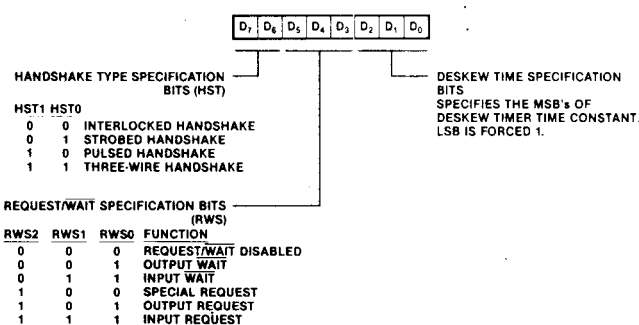 D7 D6 D5 D4 D3 D2 D1 D0
HANDSHAKE TYPE SPECIFICATION
BITS (HST)
HST1 HST0
0 0 INTERLOCKED HANDSHAKE
0 1 STROBED HANDSHAKE
1 0 PULSED HANDSHAKE
1 1 THREE-WIRE HANDSHAKE
DESKEW TIME SPECIFICATION
BITS
SPECIFIES THE MSB's OF
DESKEW TIMER TIME CONSTANT.
LSB IS FORCED 1.
REQUEST/WAIT SPECIFICATION BITS
(RWS)
RWS2 RWS1 RWS0 FUNCTION
0 0 0 REQUEST/WAIT DISABLED
0 0 1 OUTPUT WAIT
0 1 1 INPUT WAIT
1 0 0 SPECIAL REQUEST
1 0 1 OUTPUT REQUEST
1 1 1 INPUT REQUEST